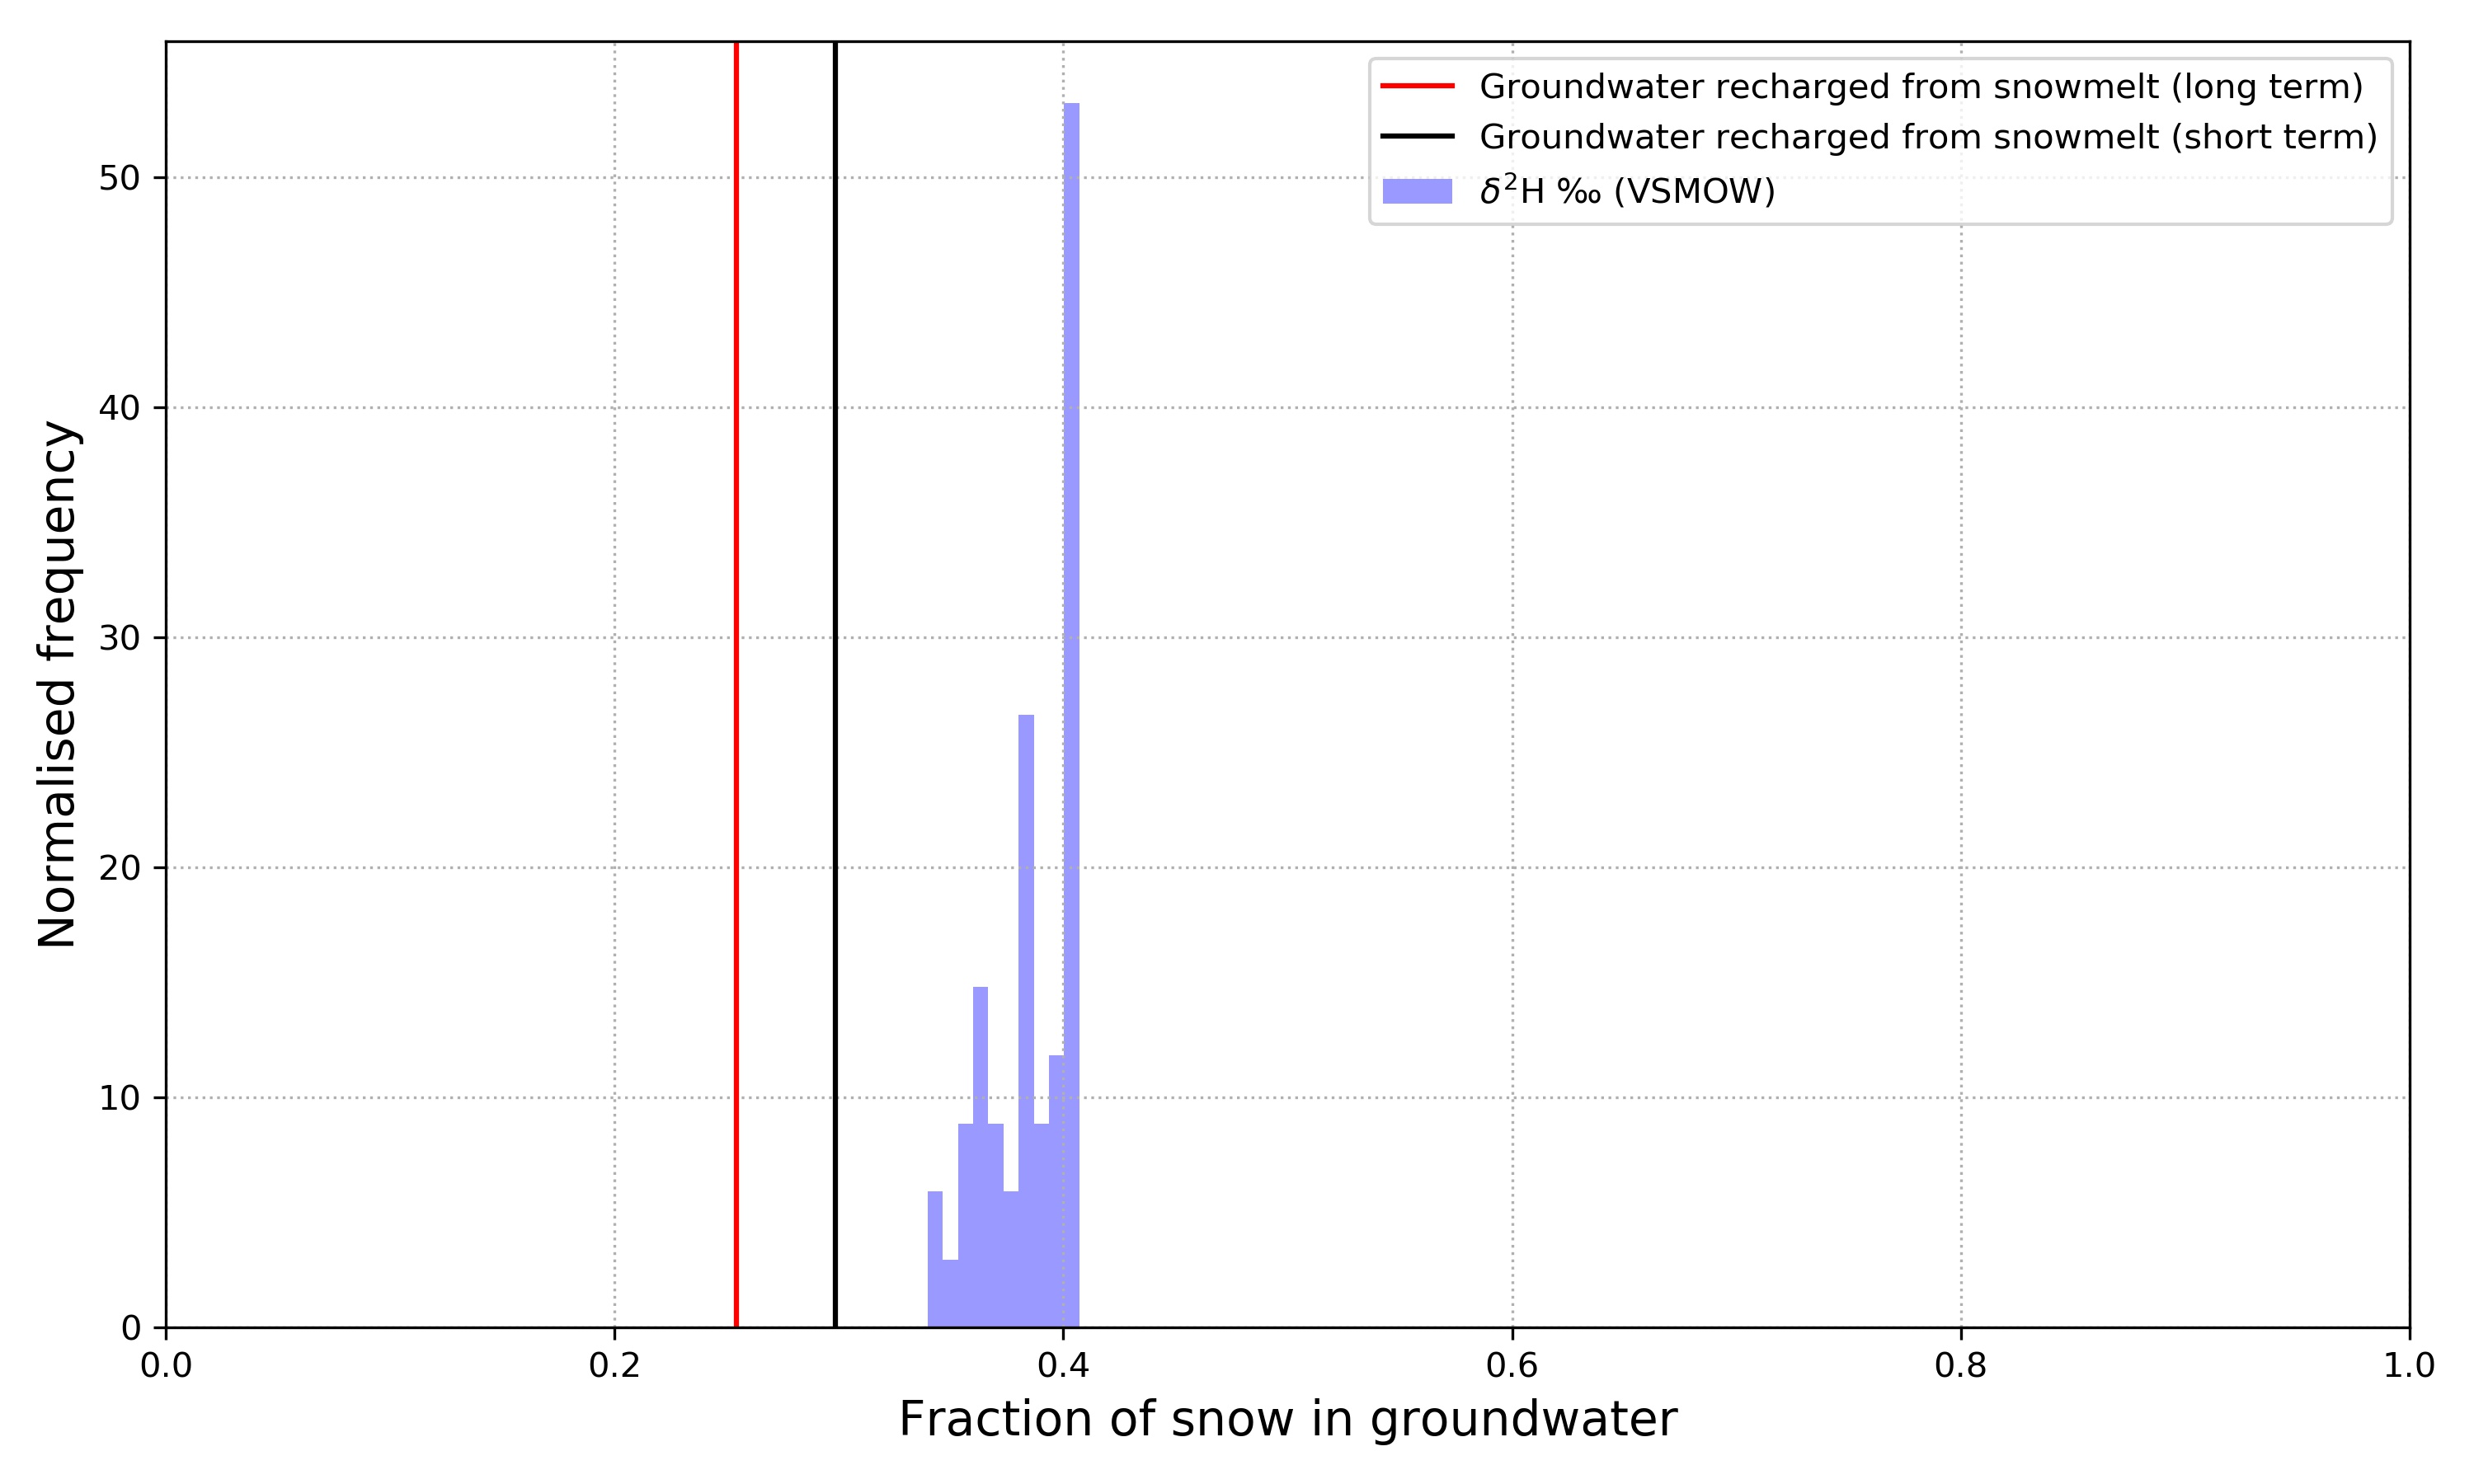 Groundwater recharged from snowmelt (long term)
Groundwater recharged from snowmelt (short term)
δ²H ‰ (VSMOW)
Normalised frequency
50
40
30
20
10
0
0.0 0.2 0.4 0.6 0.8 1.0
Fraction of snow in groundwater